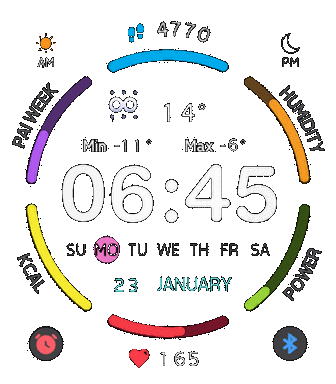 4770
AM
PM
PAI WEEK
HUMIDITY
14°
Min -11° Max -6°
06:45
SU MO TU WE TH FR SA
23 JANUARY
KCAL
POWER
165